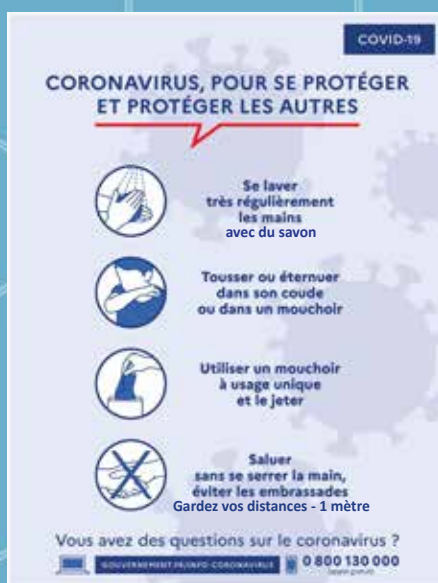 COVID-19
CORONAVIRUS, POUR SE PROTÉGER
ET PROTÉGER LES AUTRES
Se laver
très régulièrement
les mains
avec du savon
Tousser ou éternuer
dans son coude
ou dans un mouchoir
Utiliser un mouchoir
à usage unique
et le jeter
Saluer
sans se serrer la main,
éviter les embrassades
Gardez vos distances - 1 mètre
Vous avez des questions sur le coronavirus ?
GOUVERNEMENT.FR/INFO-CORONAVIRUS 0 800 130 000
(appel gratuit)